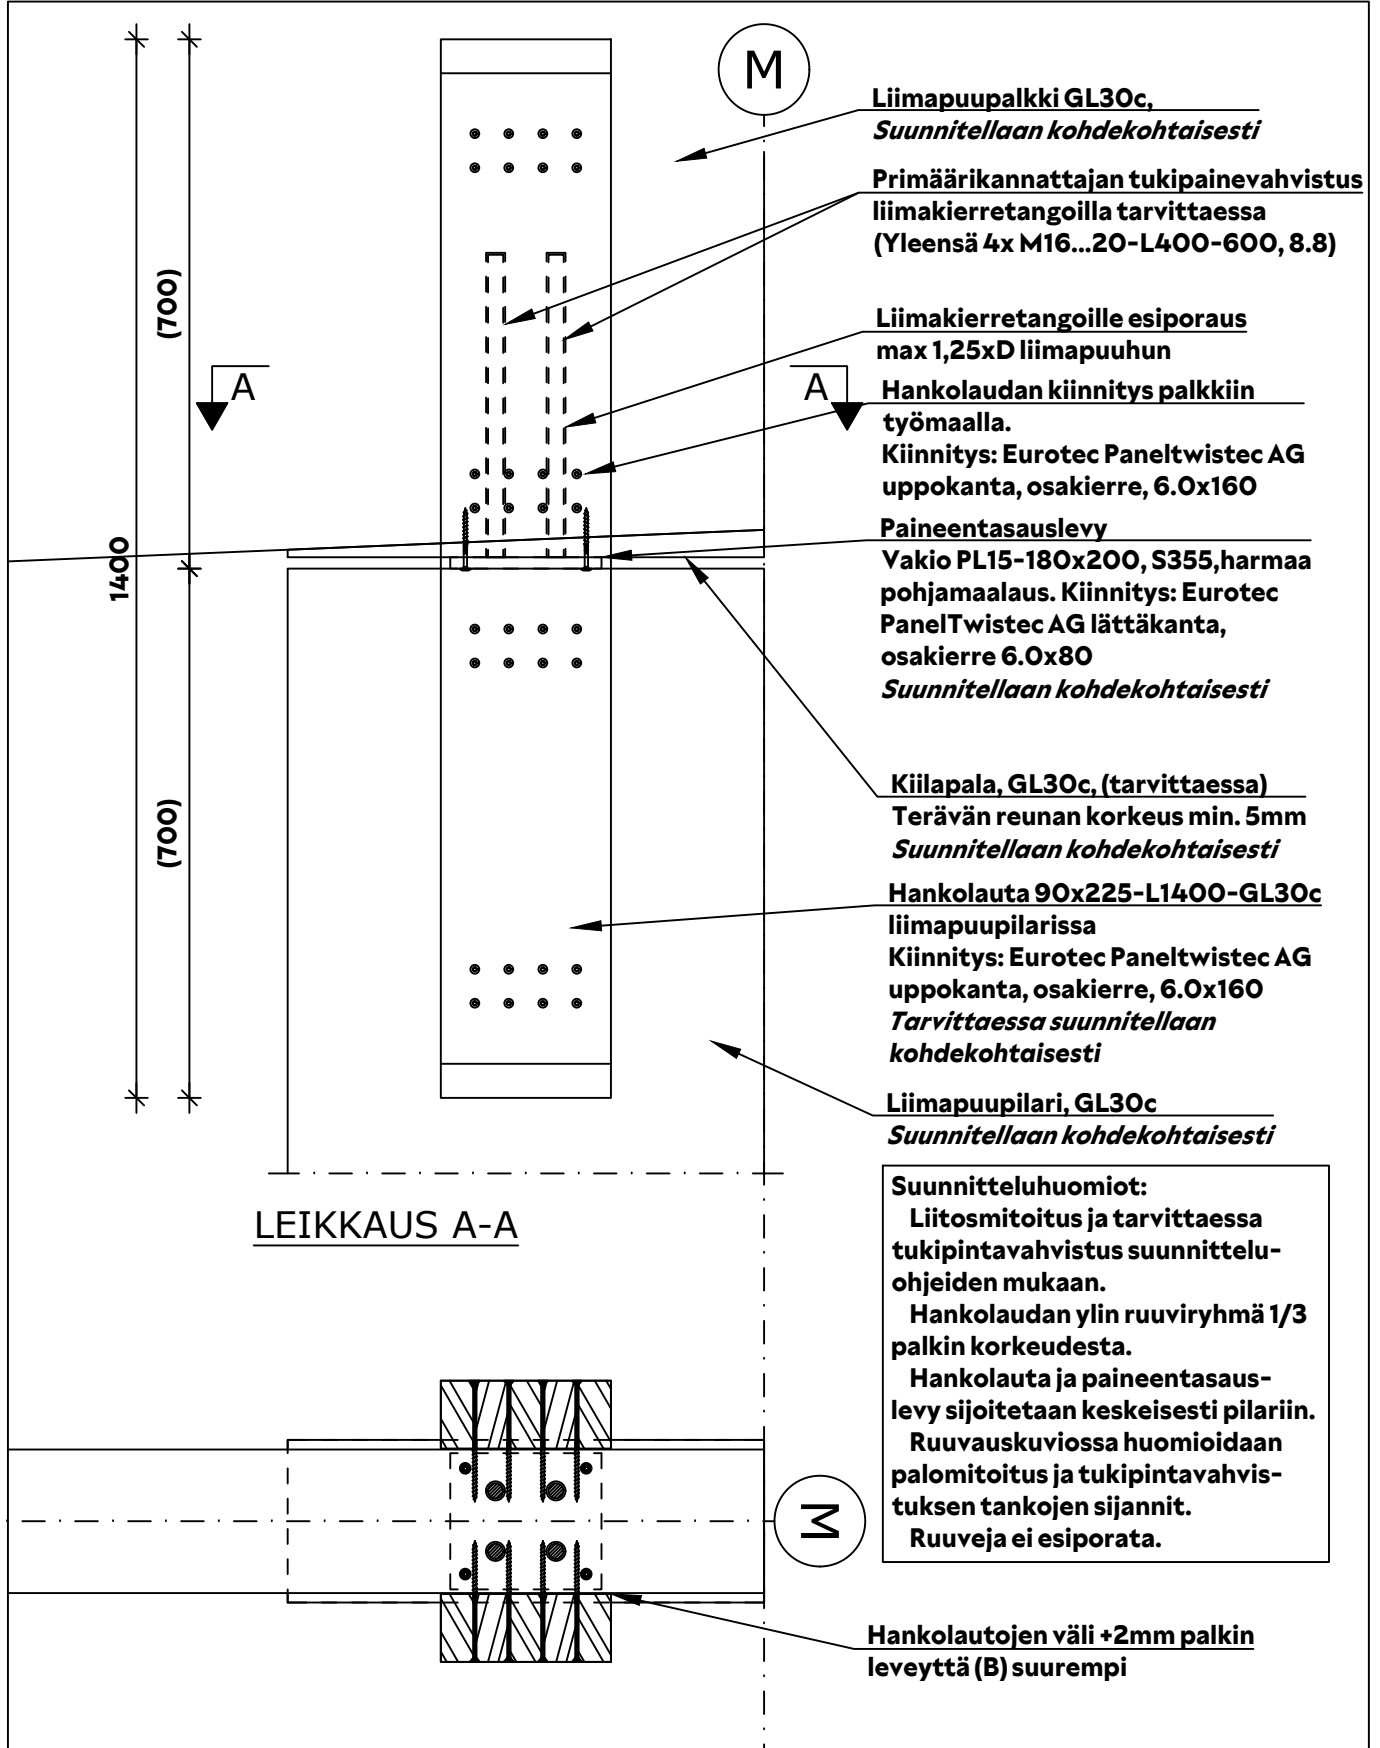 M
Liimapuupalkki GL30c,
Suunnitellaan kohdekohtaisesti
Primäärikannattajan tukipainevahvistus
liimakierretangoilla tarvittaessa
(Yleensä 4x M16...20-L400-600, 8.8)
(700)
Liimakierretangoille esiporaus
max 1,25xD liimapuuhun
A
A
Hankolaudan kiinnitys palkkiin
työmaalla.
Kiinnitys: Eurotec Paneltwistec AG
uppokanta, osakierre, 6.0x160
1400
Paineentasauslevy
Vakio PL15-180x200, S355,harmaa
pohjamaalaus. Kiinnitys: Eurotec
PanelTwistec AG lättäkanta,
osakierre 6.0x80
Suunnitellaan kohdekohtaisesti
(700)
Kiilapala, GL30c, (tarvittaessa)
Terävän reunan korkeus min. 5mm
Suunnitellaan kohdekohtaisesti
Hankolauta 90x225-L1400-GL30c
liimapuupilarissa
Kiinnitys: Eurotec Paneltwistec AG
uppokanta, osakierre, 6.0x160
Tarvittaessa suunnitellaan
kohdekohtaisesti
Liimapuupilari, GL30c
Suunnitellaan kohdekohtaisesti
LEIKKAUS A-A
Suunnitteluhuomiot:
Liitosmitoitus ja tarvittaessa
tukipintavahvistus suunnittelu-
ohjeiden mukaan.
Hankolaudan ylin ruuviryhmä 1/3
palkin korkeudesta.
Hankolauta ja paineentasaus-
levy sijoitetaan keskeisesti pilariin.
Ruuvauskuviossa huomioidaan
palomitoitus ja tukipintavahvis-
tuksen tankojen sijannit.
Ruuveja ei esiporata.
M
Hankolautojen väli +2mm palkin
leveyttä (B) suurempi